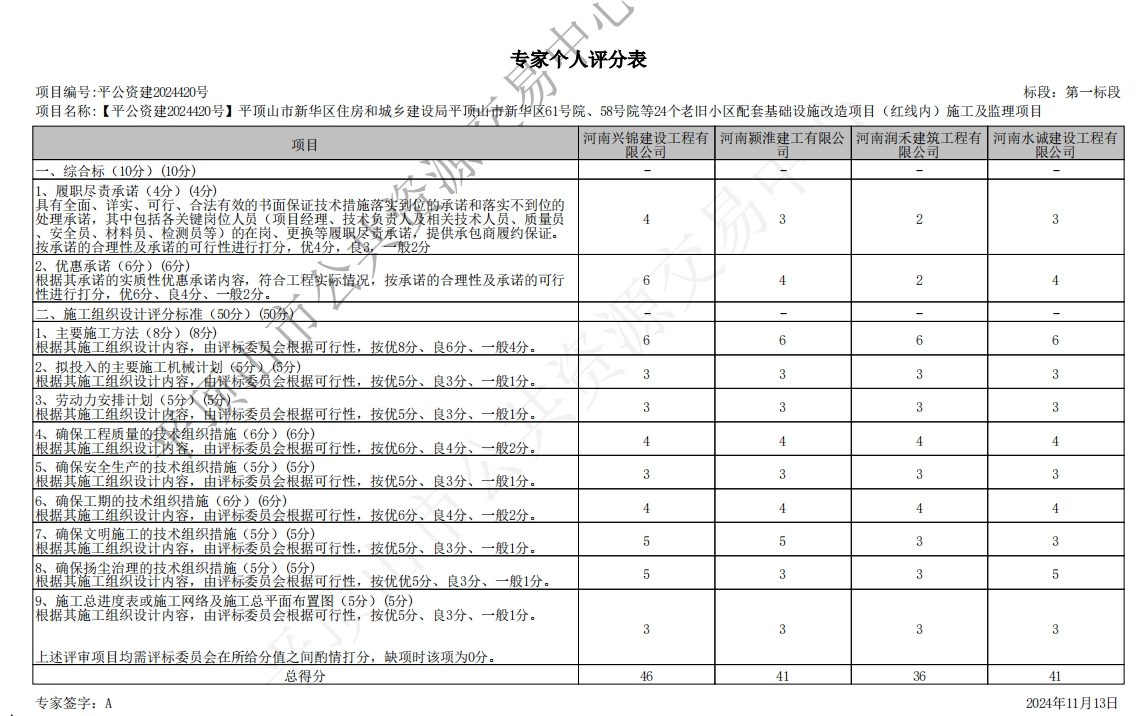 专家个人评分表
项目编号:平公资建2024420号
标段: 第一标段
项目名称:【平公资建2024420号】平顶山市新华区住房和城乡建设局平顶山市新华区61号院、58号院等24个老旧小区配套基础设施改造项目（红线内）施工及监理项目
项目
河南兴锦建设工程有
限公司
河南颍淮建工有限公
司
河南润禾建筑工程有
限公司
河南水诚建设工程有
限公司
一、综合标（10分）(10分)
－ － － －
1、履职尽责承诺（4分）(4分)
具有全面、详实、可行、合法有效的书面保证技术措施落实到位的承诺和落实不到位的
处理承诺，其中包括各关键岗位人员（项目经理、技术负责人及相关技术人员、质量员
、安全员、材料员、检测员等）的在岗、更换等履职尽责承诺，提供承包商履约保证。
按承诺的合理性及承诺的可行性进行打分，优4分，良3，一般2分
4 3 2 3
2、优惠承诺（6分）(6分)
根据其承诺的实质性优惠承诺内容，符合工程实际情况，按承诺的合理性及承诺的可行
性进行打分，优6分、良4分、一般2分。
6 4 2 4
二、施工组织设计评分标准（50分）(50分)
－ － － －
1、主要施工方法（8分）(8分)
根据其施工组织设计内容，由评标委员会根据可行性，按优8分、良6分、一般4分。
6 6 6 6
2、拟投入的主要施工机械计划（5分）(5分)
根据其施工组织设计内容，由评标委员会根据可行性，按优5分、良3分、一般1分。
3 3 3 3
3、劳动力安排计划（5分）(5分)
根据其施工组织设计内容，由评标委员会根据可行性，按优5分、良3分、一般1分。
3 3 3 3
4、确保工程质量的技术组织措施（6分）(6分)
根据其施工组织设计内容，由评标委员会根据可行性，按优6分、良4分、一般2分。
4 4 4 4
5、确保安全生产的技术组织措施（5分）(5分)
根据其施工组织设计内容，由评标委员会根据可行性，按优5分、良3分、一般1分。
3 3 3 3
6、确保工期的技术组织措施（6分）(6分)
根据其施工组织设计内容，由评标委员会根据可行性，按优6分、良4分、一般2分。
4 4 4 4
7、确保文明施工的技术组织措施（5分）(5分)
根据其施工组织设计内容，由评标委员会根据可行性，按优5分、良3分、一般1分。
5 5 3 3
8、确保扬尘治理的技术组织措施（5分）(5分)
根据其施工组织设计内容，由评标委员会根据可行性，按优优5分、良3分、一般1分。
5 3 3 5
9、施工总进度表或施工网络及施工总平面布置图（5分）(5分)
根据其施工组织设计内容，由评标委员会根据可行性，按优5分、良3分、一般1分。
3 3 3 3
上述评审项目均需评标委员会在所给分值之间酌情打分，缺项时该项为0分。
总得分 46 41 36 41
专家签字: A
2024年11月13日
平顶山市公共资源交易中心
平顶山市公共资源交易中